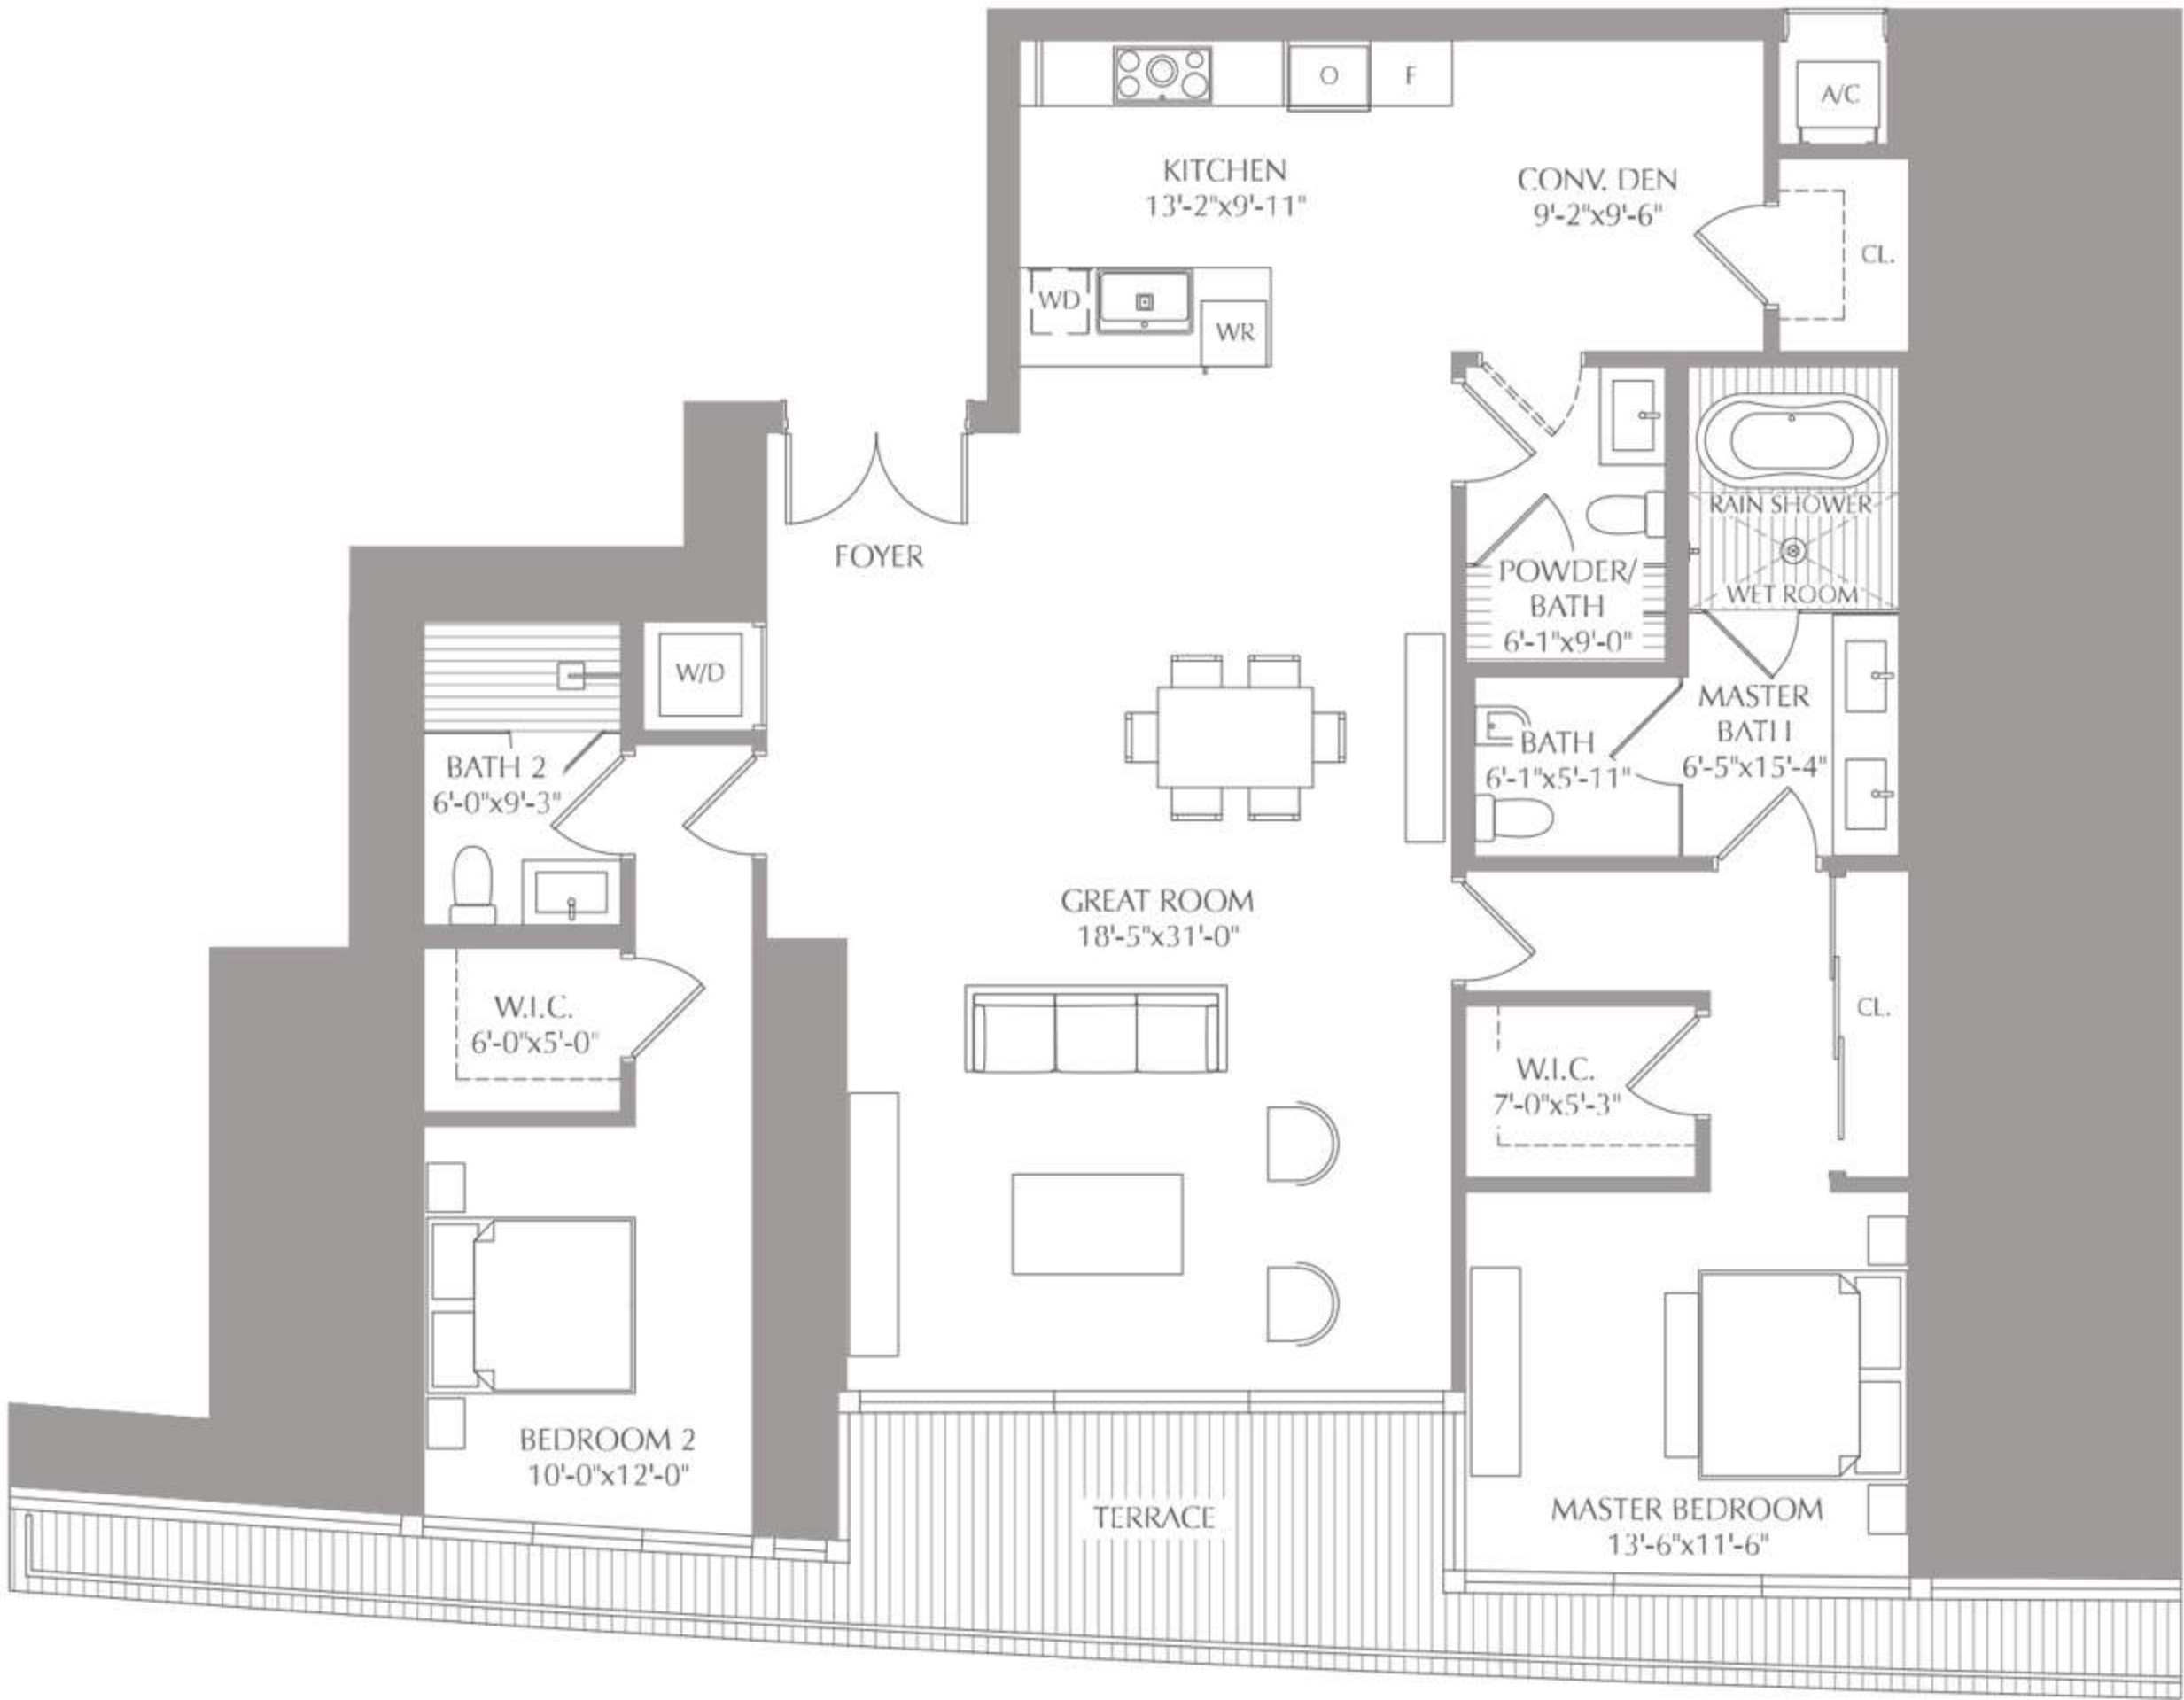 O
F
A/C
KITCHEN
13'-2"x9'-11"
CONV. DEN
9'-2"x9'-6"
CL.
WD
WR
RAIN SHOWER
WET ROOM
FOYER
POWDER/
BATH
6'-1"x9'-0"
W/D
MASTER
BATH
6'-5"x15'-4"
BATH
6'-1"x5'-11"
BATH 2
6'-0"x9'-3"
GREAT ROOM
18'-5"x31'-0"
W.I.C.
6'-0"x5'-0"
CL.
W.I.C.
7'-0"x5'-3"
BEDROOM 2
10'-0"x12'-0"
TERRACE
MASTER BEDROOM
13'-6"x11'-6"